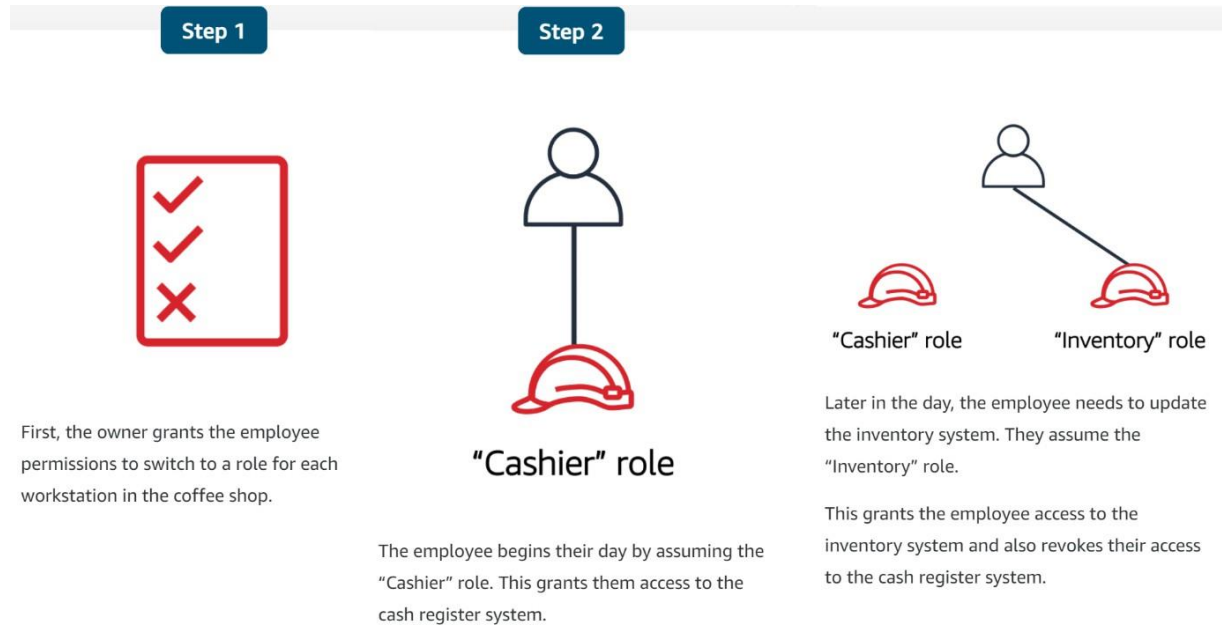 Step 1
First, the owner grants the employee
permissions to switch to a role for each
workstation in the coffee shop.
Step 2
“Cashier” role
The employee begins their day by assuming the
“Cashier” role. This grants them access to the
cash register system.
“Cashier” role
“Inventory” role
Later in the day, the employee needs to update
the inventory system. They assume the
“Inventory” role.
This grants the employee access to the
inventory system and also revokes their access
to the cash register system.